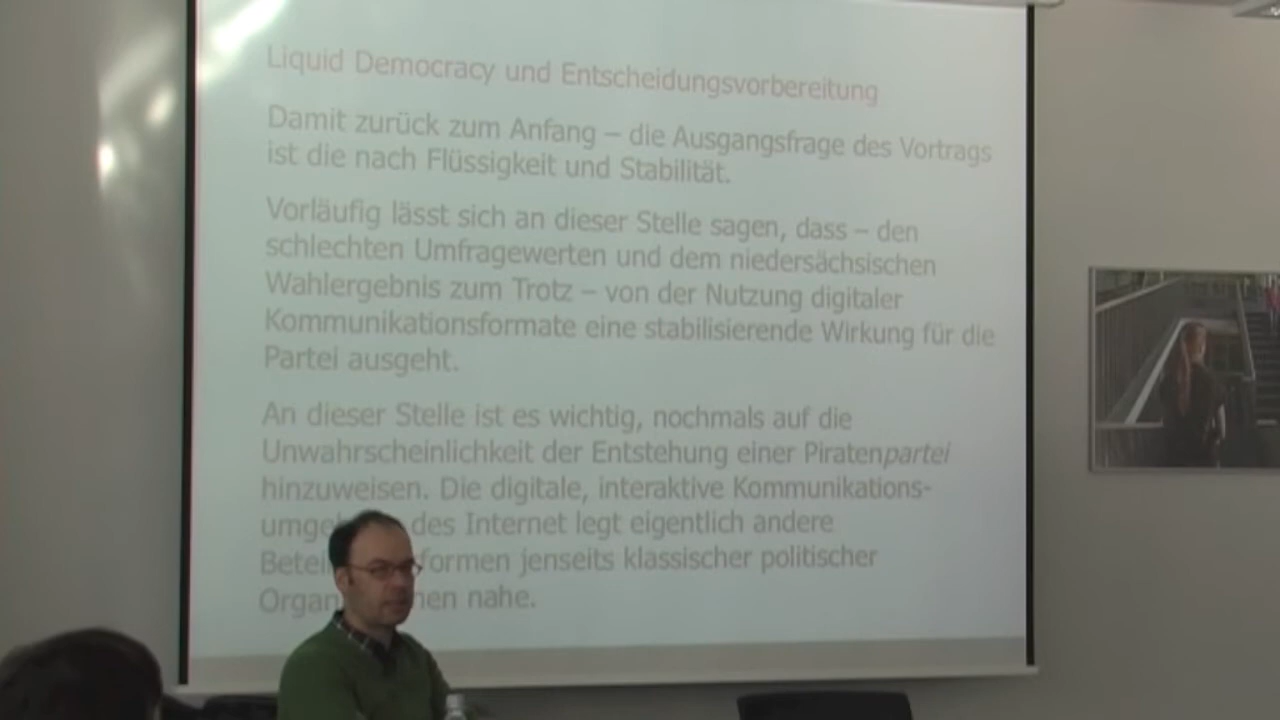 Liquid Democracy und Entscheidungsvorbereitung
Damit zurück zum Anfang – die Ausgangsfrage des Vortrags
ist die nach Flüssigkeit und Stabilität.
Vorläufig lässt sich an dieser Stelle sagen, dass – den
schlechten Umfragewerten und dem niedersächsischen
Wahlergebnis zum Trotz – von der Nutzung digitaler
Kommunikationsformate eine stabilisierende Wirkung für die
Partei ausgeht.
An dieser Stelle ist es wichtig, nochmals auf die
Unwahrscheinlichkeit der Entstehung einer Piratenpartei
hinzuweisen. Die digitale, interaktive Kommunikations-
des Internet legt eigentlich andere
jenseits klassischer politischer
nahe.